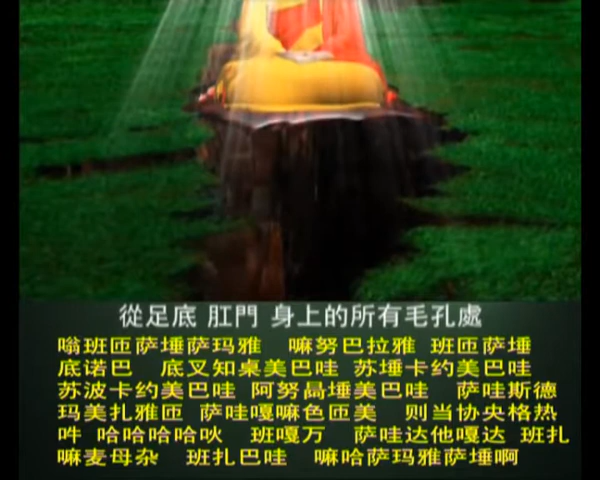 從足底 肛門 身上的所有毛孔處
嗡班匝萨埵萨玛雅 嘛努巴拉雅 班匝萨埵
底诺巴 底叉知桌美巴哇 苏埵卡约美巴哇
苏波卡约美巴哇 阿努晶埵美巴哇 萨哇斯德
玛美扎雅匝 萨哇嘎嘛色匝美 则当协央格热
吽 哈哈哈哈吙 班嘎万 萨哇达他嘎达 班扎
嘛麦母杂 班扎巴哇 嘛哈萨玛雅萨埵啊